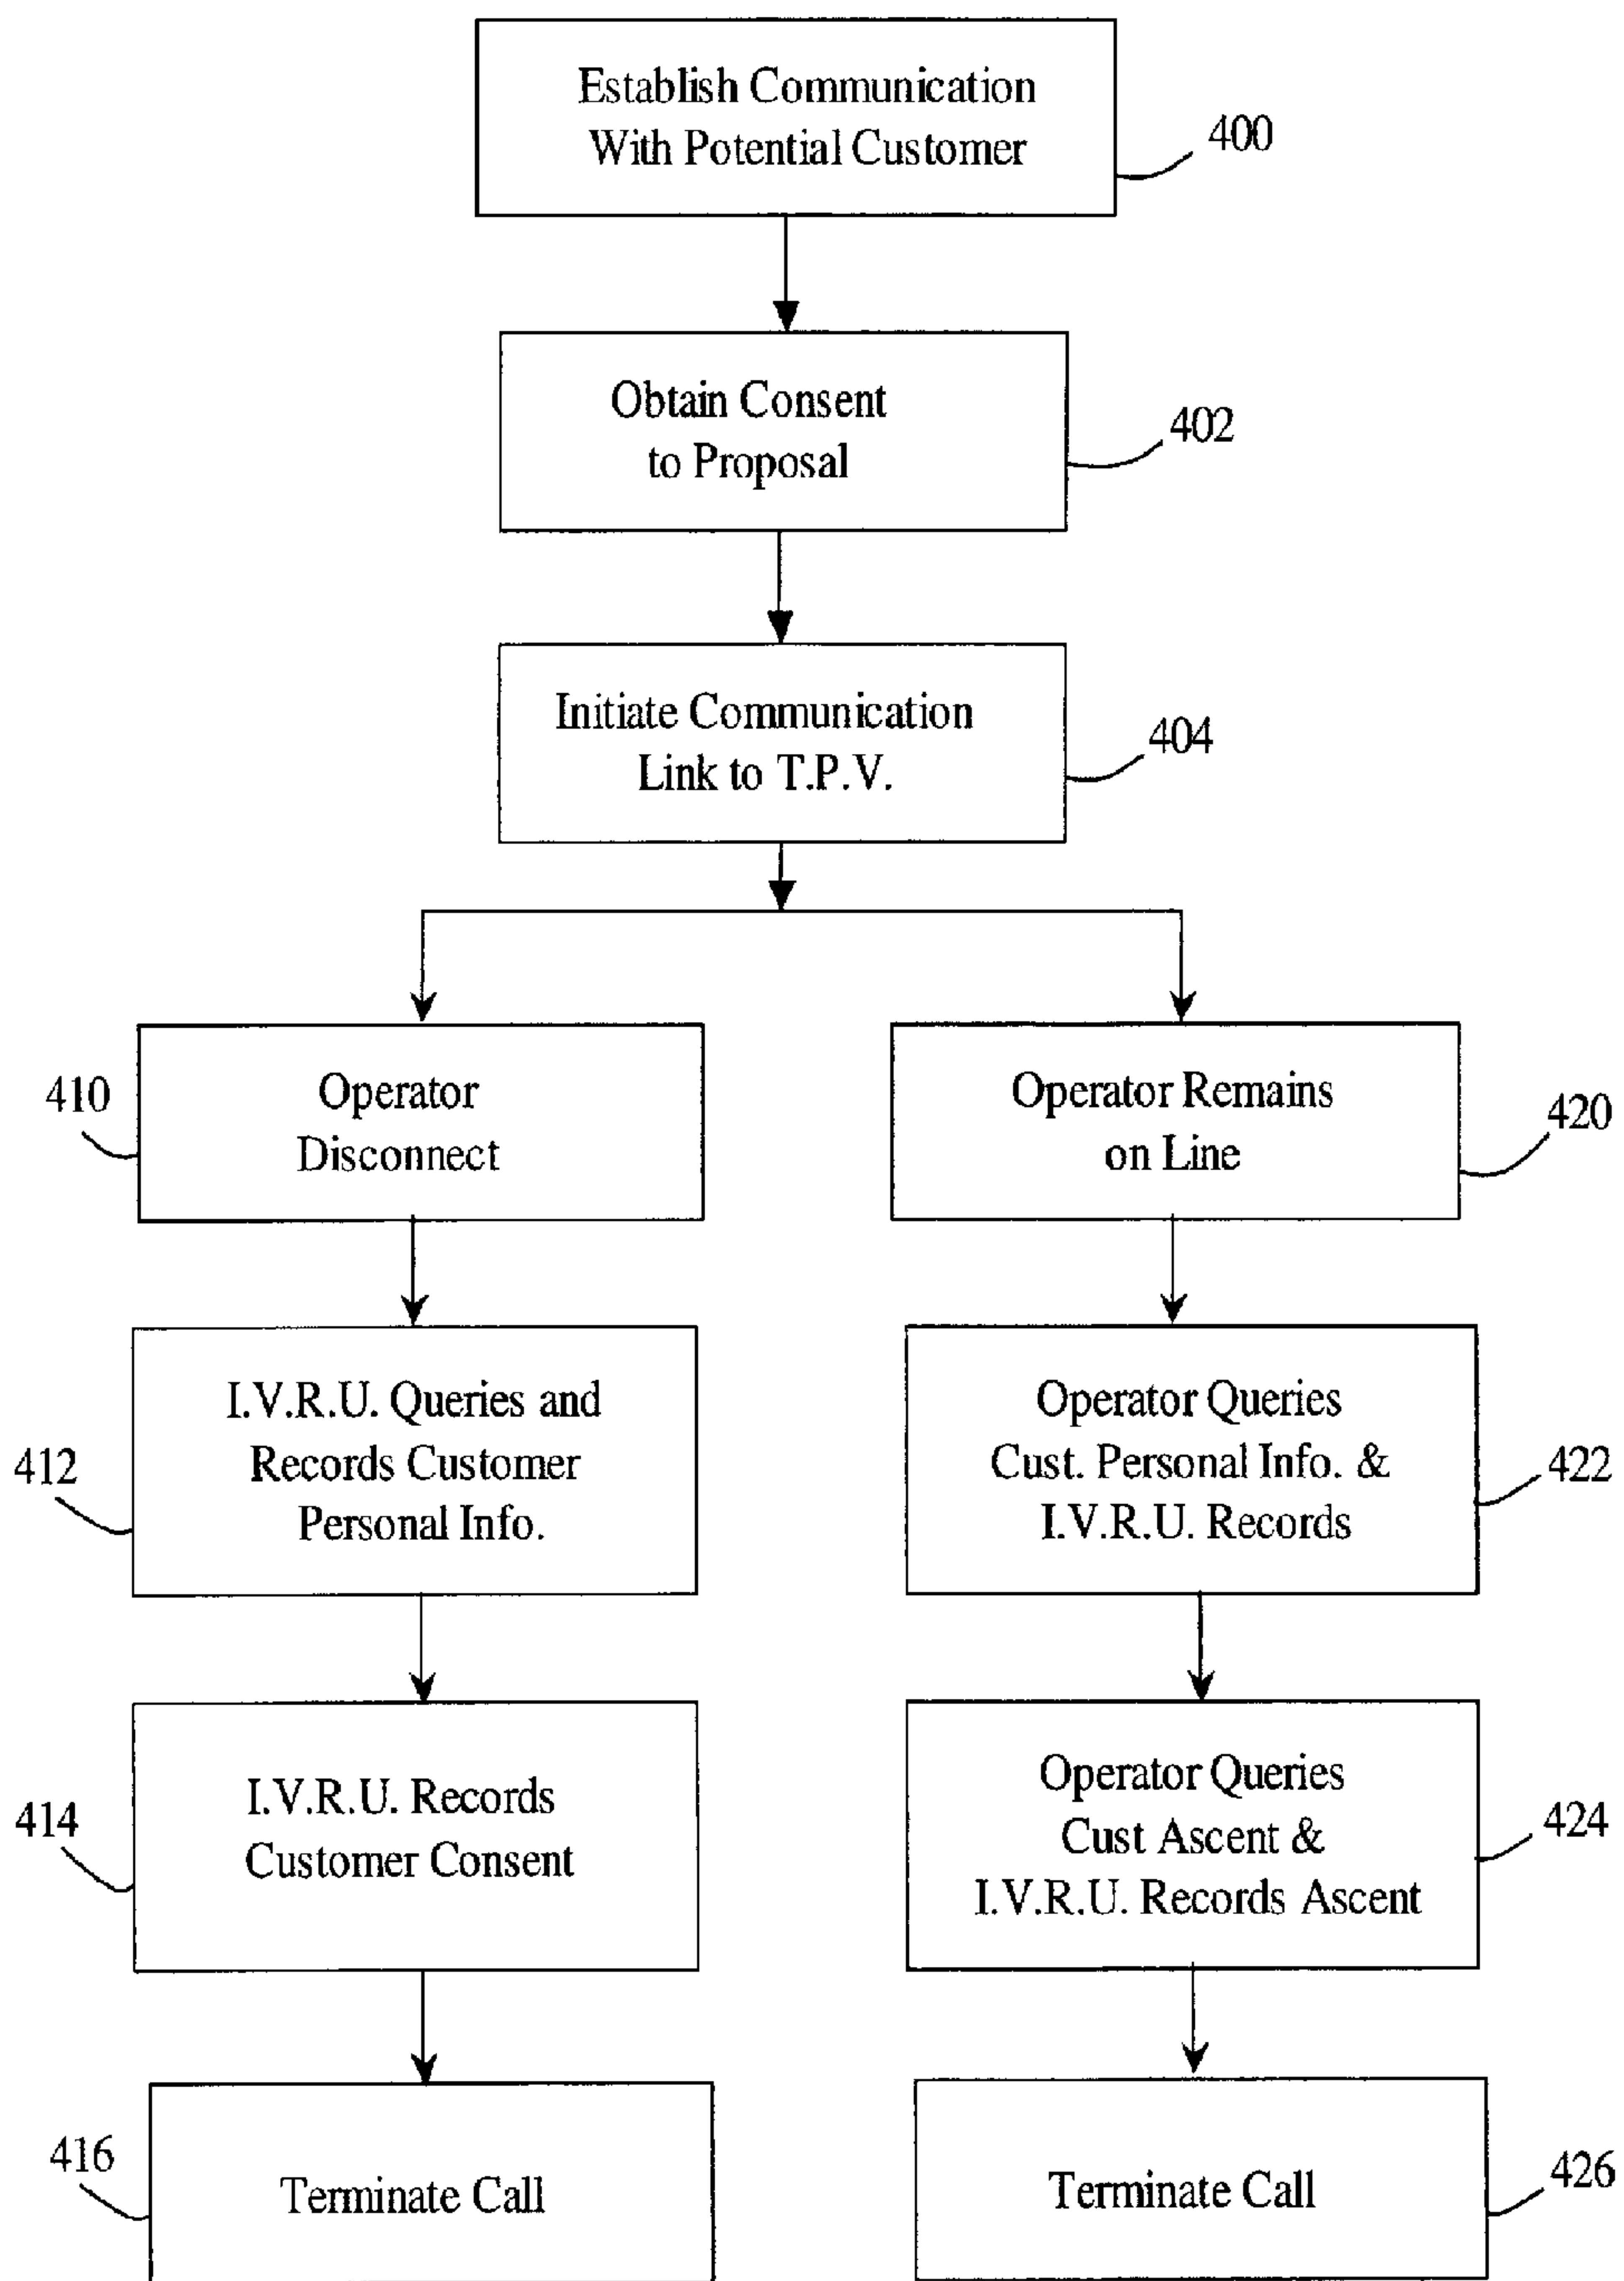 Establish Communication
With Potential Customer
400
Obtain Consent
to Proposal
402
Initiate Communication
Link to T.P.V.
404
410
Operator
Disconnect
Operator Remains
on Line
420
412
I.V.R.U. Queries and
Records Customer
Personal Info.
Operator Queries
Cust. Personal Info. &
I.V.R.U. Records
422
414
I.V.R.U. Records
Customer Consent
Operator Queries
Cust Ascent &
I.V.R.U. Records Ascent
424
416
Terminate Call
Terminate Call
426